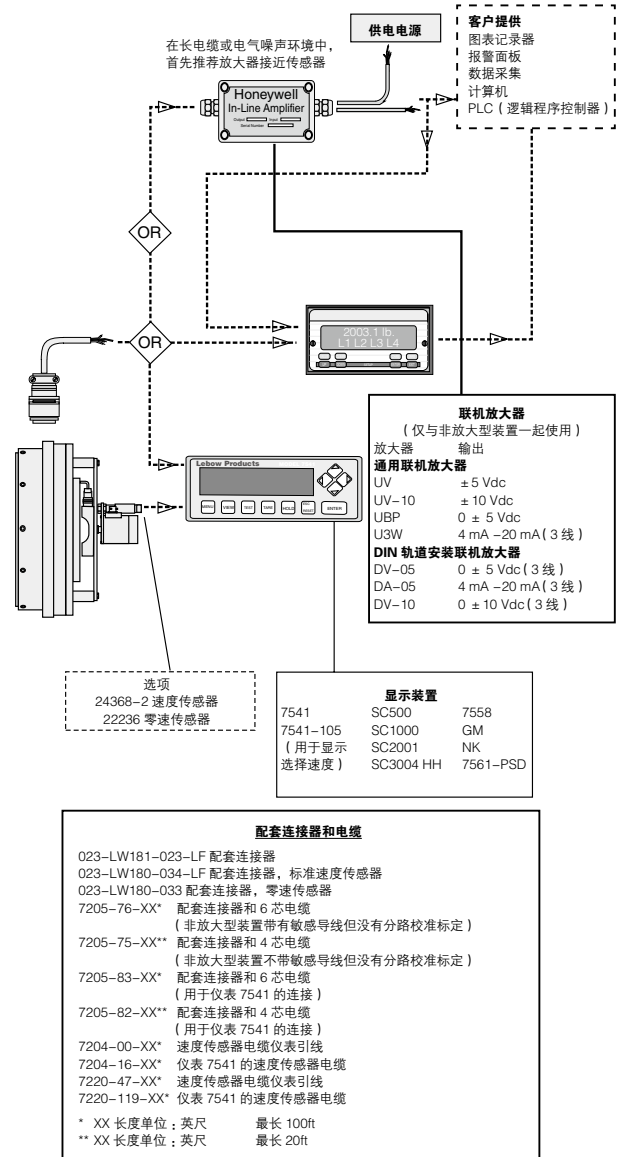 供电电源
在长电缆或电气噪声环境中，
首先推荐放大器接近传感器
客户提供
图表记录器
报警面板
数据采集
计算机
PLC（逻辑程序控制器）
Honeywell
In-Line Amplifier
Output Input
Serial Number
OR
OR
2003.1 lb.
L1 L2 L3 L4
Lebow Products
MENU VIEW TEST TARE HOLD RESET ENTER
联机放大器
（仅与非放大型装置一起使用）
放大器 输出
通用联机放大器
UV ± 5 Vdc
UV-10 ± 10 Vdc
UBP 0 ± 5 Vdc
U3W 4 mA –20 mA（3 线）
DIN 轨道安装联机放大器
DV–05 0 ± 5 Vdc（3 线）
DA–05 4 mA –20 mA（3 线）
DV–10 0 ± 10 Vdc（3 线）
选项
24368–2 速度传感器
22236 零速传感器
显示装置
7541 SC500 7558
7541–105 SC1000 GM
（用于显示 SC2001 NK
选择速度） SC3004 HH 7561–PSD
配套连接器和电缆
023–LW181–023–LF 配套连接器
023–LW180–034–LF 配套连接器，标准速度传感器
023–LW180–033 配套连接器，零速传感器
7205–76–XX* 配套连接器和 6 芯电缆
（非放大型装置带有敏感导线但没有分路校准标定）
7205–75–XX** 配套连接器和 4 芯电缆
（非放大型装置不带敏感导线但没有分路校准标定）
7205–83–XX* 配套连接器和 6 芯电缆
（用于仪表 7541 的连接）
7205–82–XX** 配套连接器和 4 芯电缆
（用于仪表 7541 的连接）
7204–00–XX* 速度传感器电缆仪表引线
7204–16–XX* 仪表 7541 的速度传感器电缆
7220–47–XX* 速度传感器电缆仪表引线
7220–119–XX* 仪表 7541 的速度传感器电缆
* XX 长度单位：英尺 最长 100ft
** XX 长度单位：英尺 最长 20ft